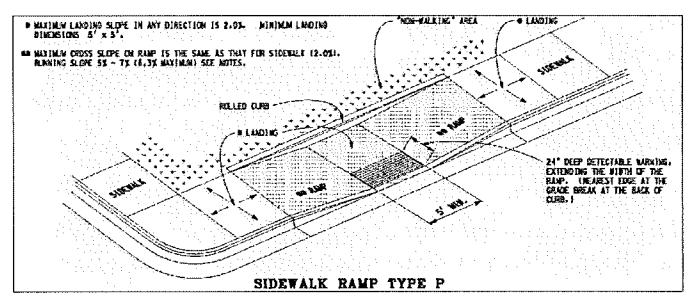 * MAXIMUM LANDING SLOPE IN ANY DIRECTION IS 2.0%. MINIMUM LANDING
DIMENSIONS 5' x 5'.
** MAXIMUM CROSS SLOPE ON RAMP IS THE SAME AS THAT FOR SIDEWALK (2.0%).
RUNNING SLOPE 5% - 7% (8.3% MAXIMUM) SEE NOTES.
"NON-WALKING" AREA
* LANDING
SIDEWALK
ROLLED CURB
* LANDING
** RAMP
SIDEWALK
** RAMP
24" DEEP DETECTABLE WARNING,
EXTENDING THE WIDTH OF THE
RAMP. (NEAREST EDGE AT THE
GRADE BREAK AT THE BACK OF
CURB.)
5' MIN.
SIDEWALK RAMP TYPE P